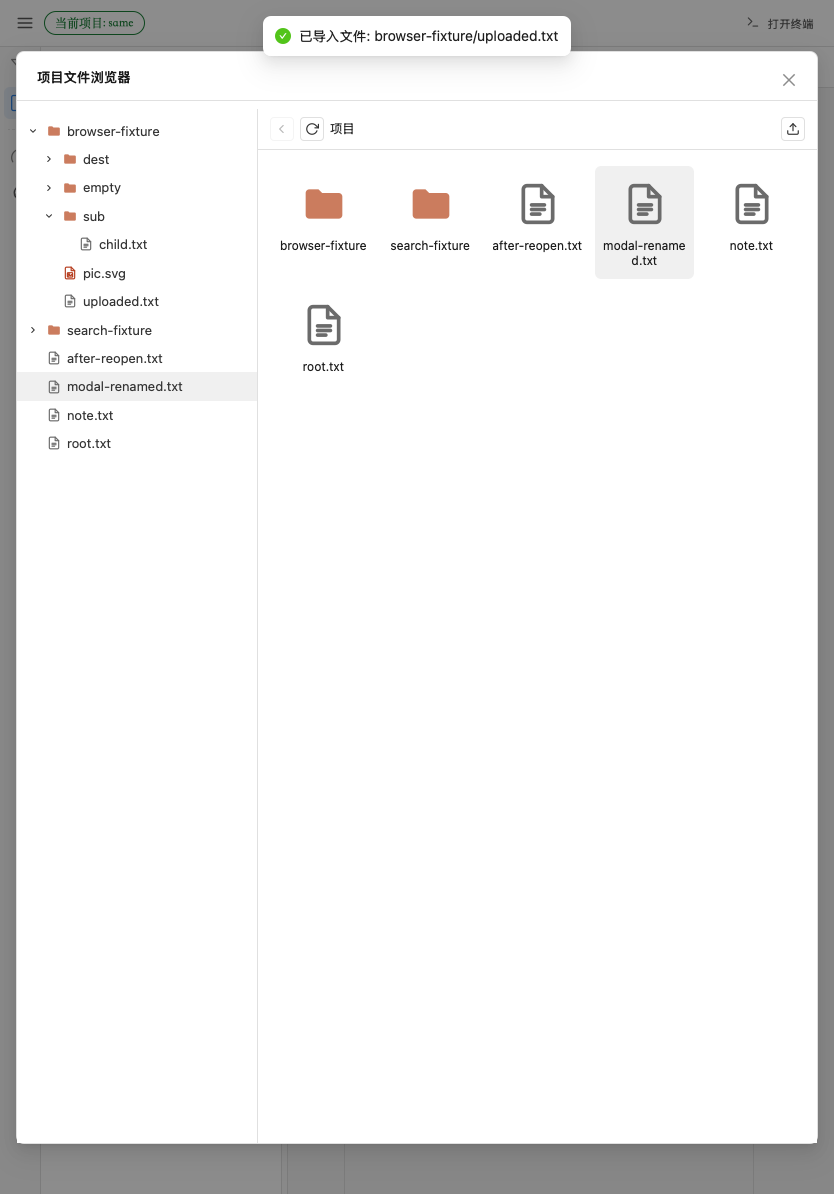 当前项目: same
已导入文件: browser-fixture/uploaded.txt
打开终端
项目文件浏览器
browser-fixture
dest
empty
sub
child.txt
pic.svg
uploaded.txt
search-fixture
after-reopen.txt
modal-renamed.txt
note.txt
root.txt
项目
browser-fixture
search-fixture
after-reopen.txt
modal-rename
d.txt
note.txt
root.txt